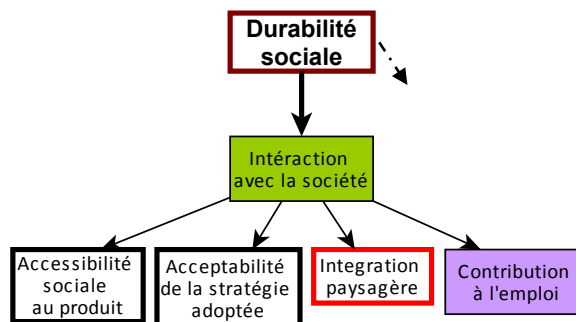 Durabilité
sociale
Intéraction
avec la société
Accessibilité
sociale
au produit
Acceptabilité
de la stratégie
adoptée
Integration
paysagère
Contribution
à l'emploi